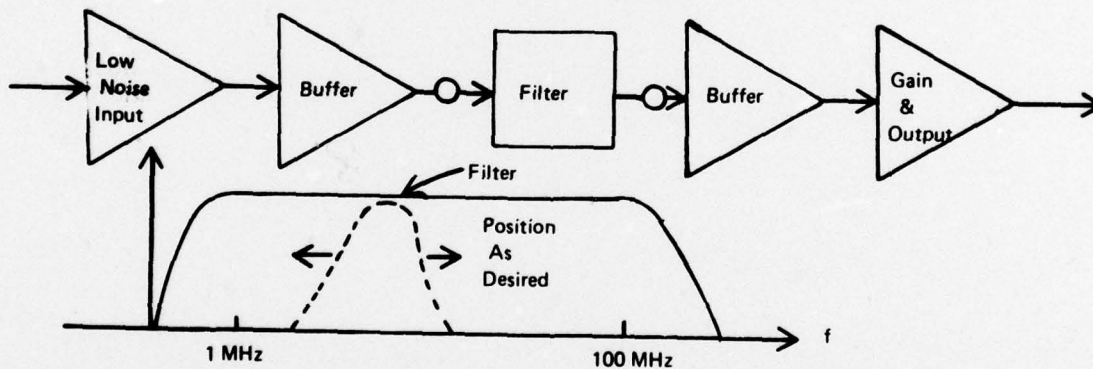 Low
Noise
Input
Buffer
Filter
Buffer
Gain
&
Output
Filter
Position
As
Desired
1 MHz
100 MHz
f